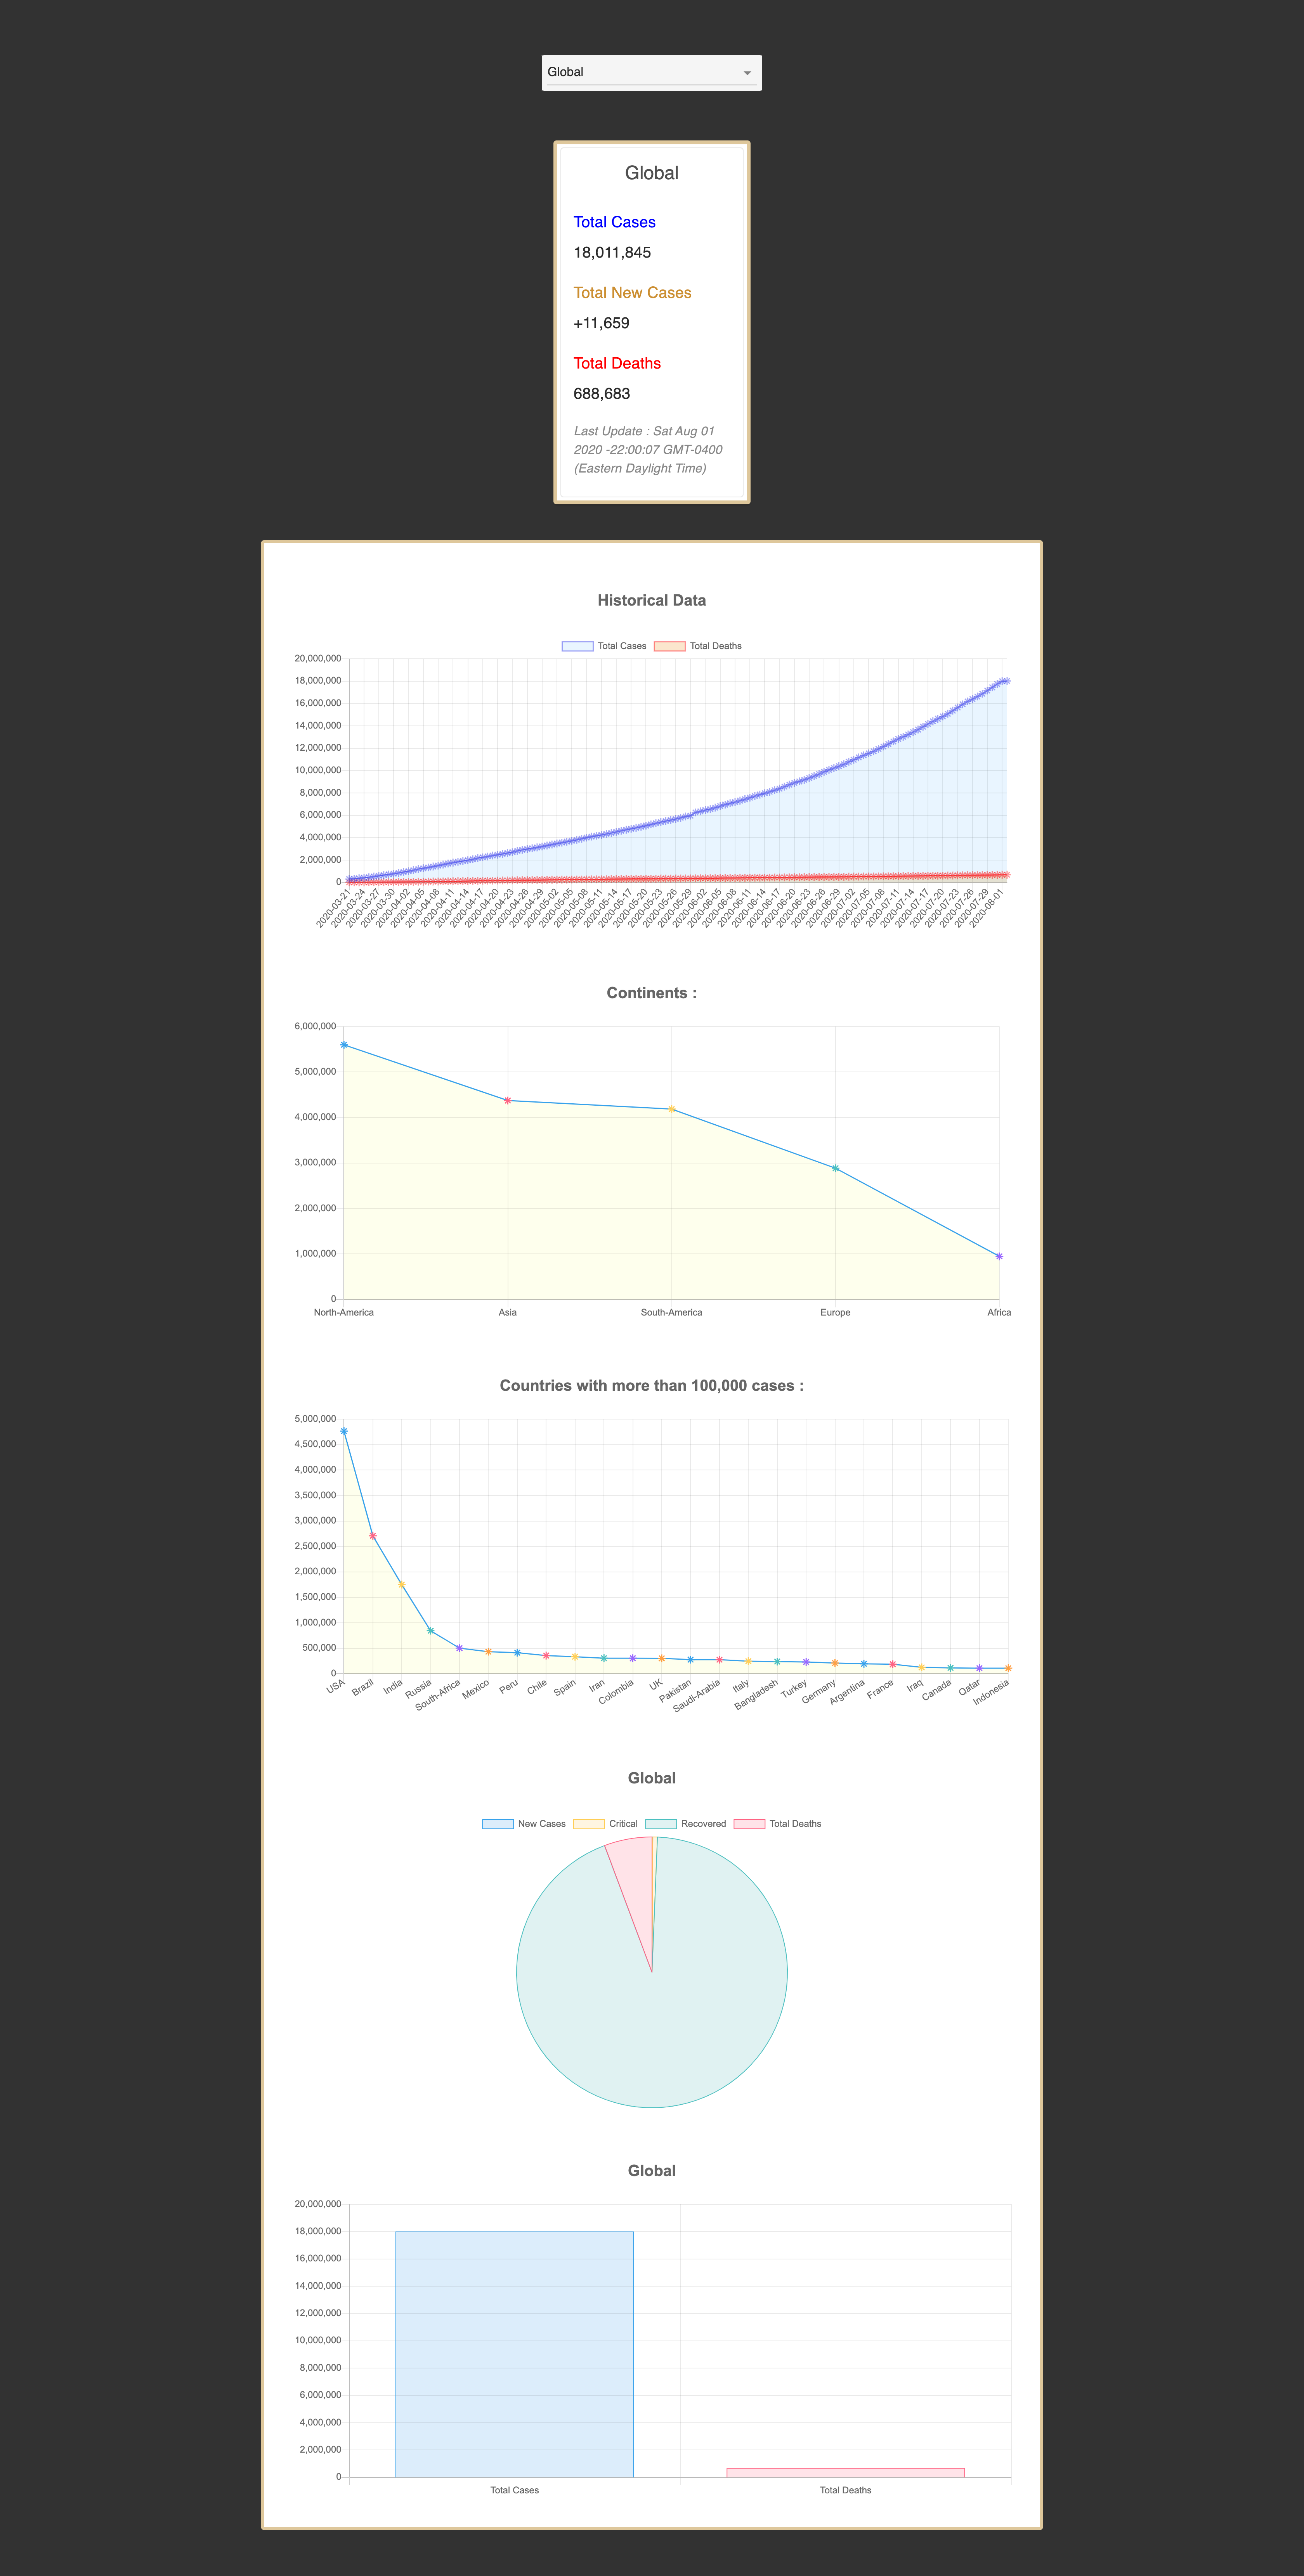 Global
Global
Total Cases
18,011,845
Total New Cases
+11,659
Total Deaths
688,683
Last Update : Sat Aug 01
2020 -22:00:07 GMT-0400
(Eastern Daylight Time)
Historical Data
Total Cases Total Deaths
20,000,000
18,000,000
16,000,000
14,000,000
12,000,000
10,000,000
8,000,000
6,000,000
4,000,000
2,000,000
0
2020-03-21 2020-03-24 2020-03-27 2020-03-30 2020-04-02 2020-04-05 2020-04-08 2020-04-11 2020-04-14 2020-04-17 2020-04-20 2020-04-23 2020-04-26 2020-04-29 2020-05-02 2020-05-05 2020-05-08 2020-05-11 2020-05-14 2020-05-17 2020-05-20 2020-05-23 2020-05-26 2020-05-29 2020-06-02 2020-06-05 2020-06-08 2020-06-11 2020-06-14 2020-06-17 2020-06-20 2020-06-23 2020-06-26 2020-06-29 2020-07-02 2020-07-05 2020-07-08 2020-07-11 2020-07-14 2020-07-17 2020-07-20 2020-07-23 2020-07-26 2020-07-29 2020-08-01
Continents :
6,000,000
5,000,000
4,000,000
3,000,000
2,000,000
1,000,000
0
North-America Asia South-America Europe Africa
Countries with more than 100,000 cases :
5,000,000
4,500,000
4,000,000
3,500,000
3,000,000
2,500,000
2,000,000
1,500,000
1,000,000
500,000
0
USA Brazil India Russia South-Africa Mexico Peru Chile Spain Iran Colombia UK Pakistan Saudi-Arabia Italy Bangladesh Turkey Germany Argentina France Iraq Canada Qatar Indonesia
Global
New Cases Critical Recovered Total Deaths
Global
20,000,000
18,000,000
16,000,000
14,000,000
12,000,000
10,000,000
8,000,000
6,000,000
4,000,000
2,000,000
0
Total Cases Total Deaths